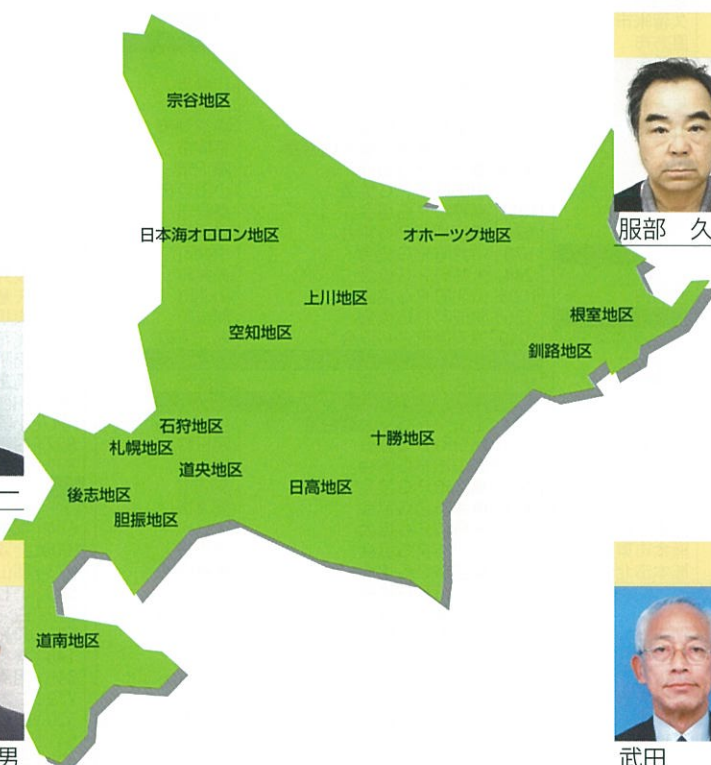 宗谷地区
服部 久
日本海オロロン地区
オホーツク地区
上川地区
根室地区
空知地区
釧路地区
石狩地区
十勝地区
札幌地区
道央地区
日高地区
後志地区
胆振地区
道南地区
男
武田